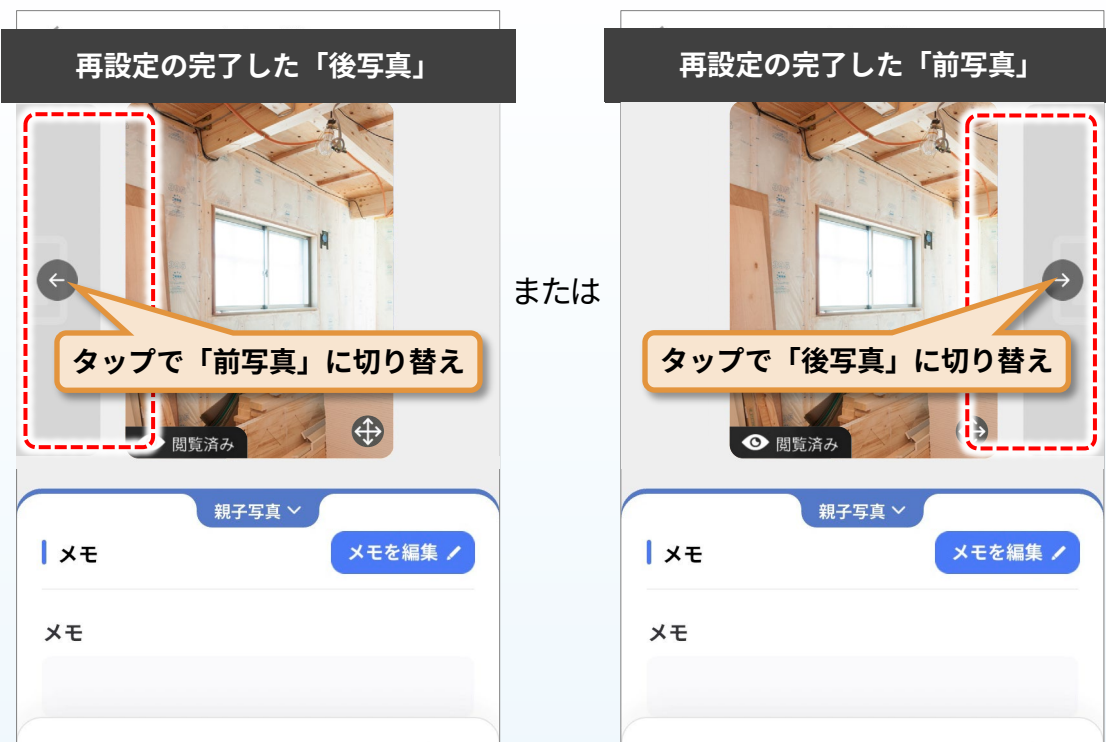 再設定の完了した「後写真」
タップで「前写真」に切り替え
閲覧済み
親子写真
メモ
メモを編集
メモ
または
再設定の完了した「前写真」
タップで「後写真」に切り替え
閲覧済み
親子写真
メモ
メモを編集
メモ